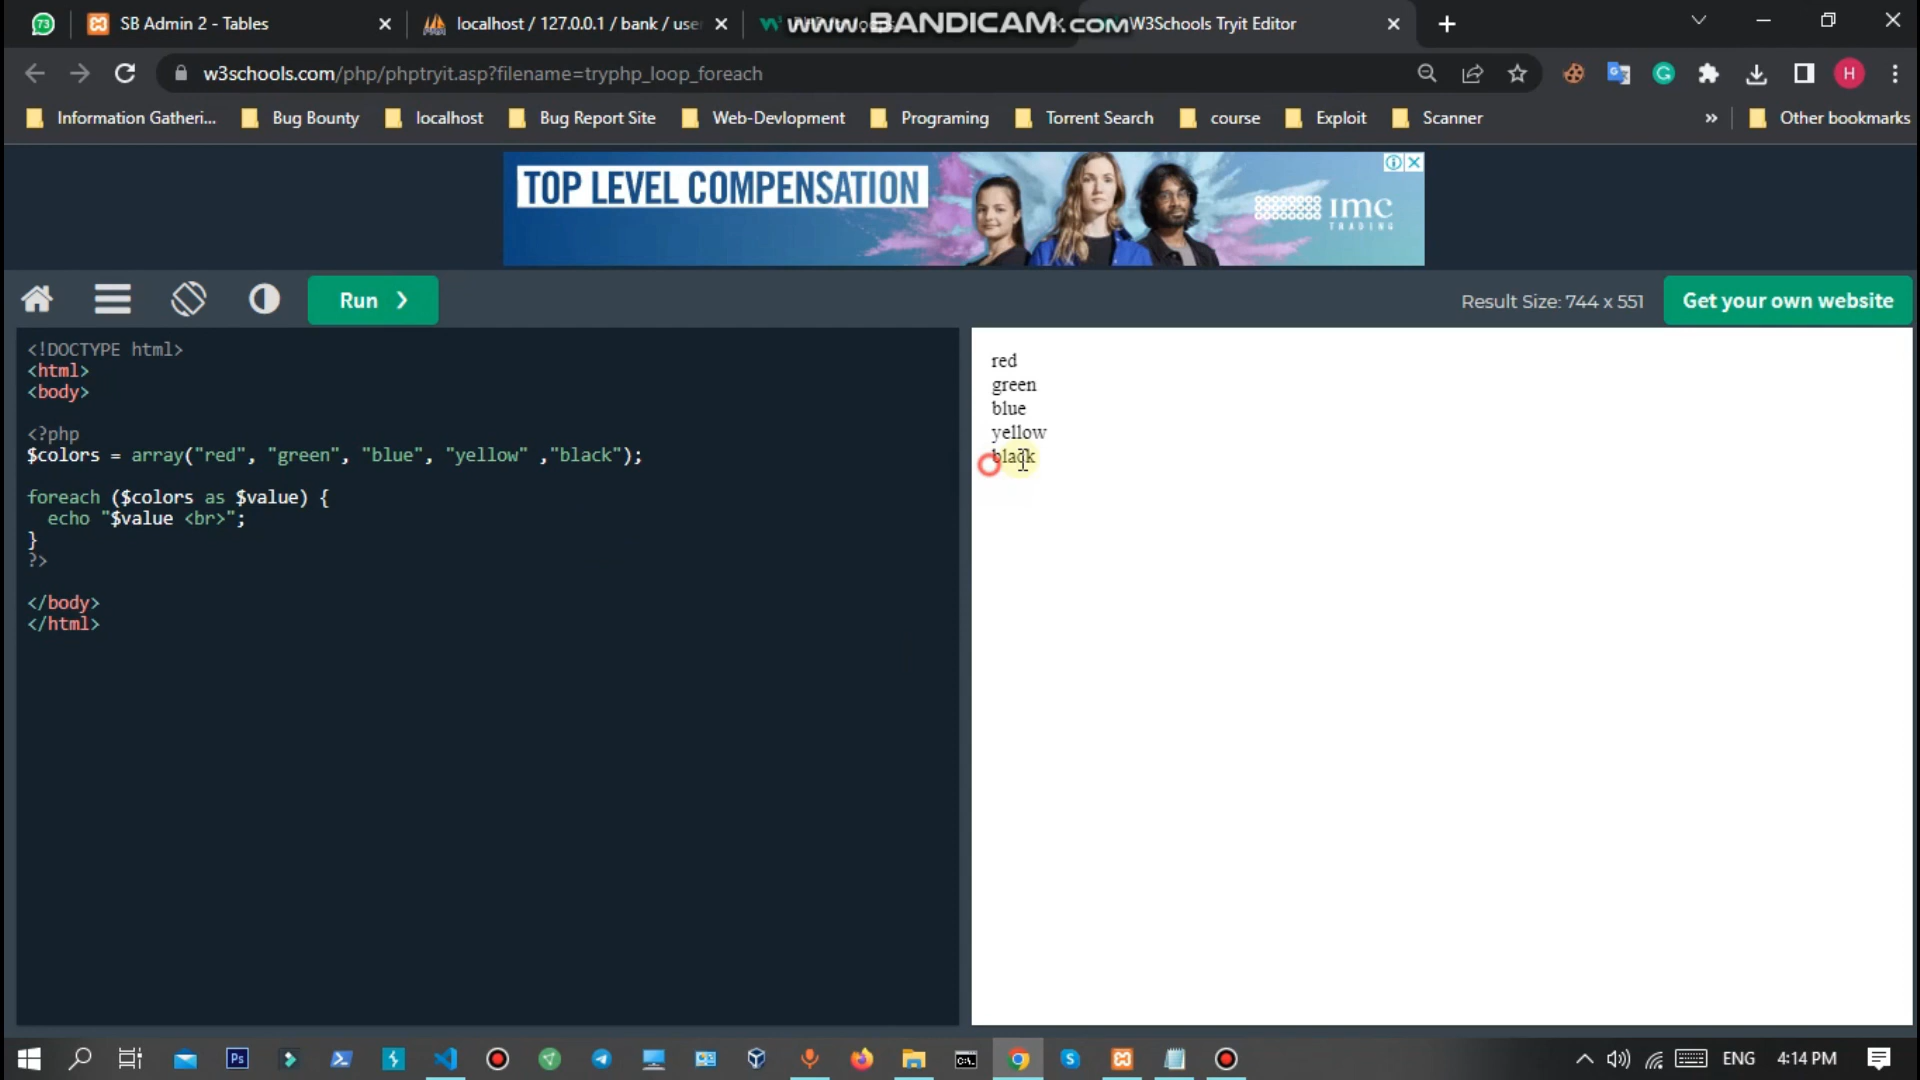 73
SB Admin 2 - Tables
localhost / 127.0.0.1 / bank / use
www.BANDICAM.com
W3Schools Tryit Editor
w3schools.com/php/phptryit.asp?filename=tryphp_loop_foreach
H
Information Gatheri...
Bug Bounty
localhost
Bug Report Site
Web-Devlopment
Programing
Torrent Search
course
Exploit
Scanner
»
Other bookmarks
TOP LEVEL COMPENSATION
imc
TRADING
Run ❯
Result Size: 744 x 551
Get your own website
<!DOCTYPE html>
<html>
<body>
<?php
$colors = array("red", "green", "blue", "yellow" ,"black");
foreach ($colors as $value) {
echo "$value <br>";
}
?>
</body>
</html>
red
green
blue
yellow
black
Ps
ENG
4:14 PM